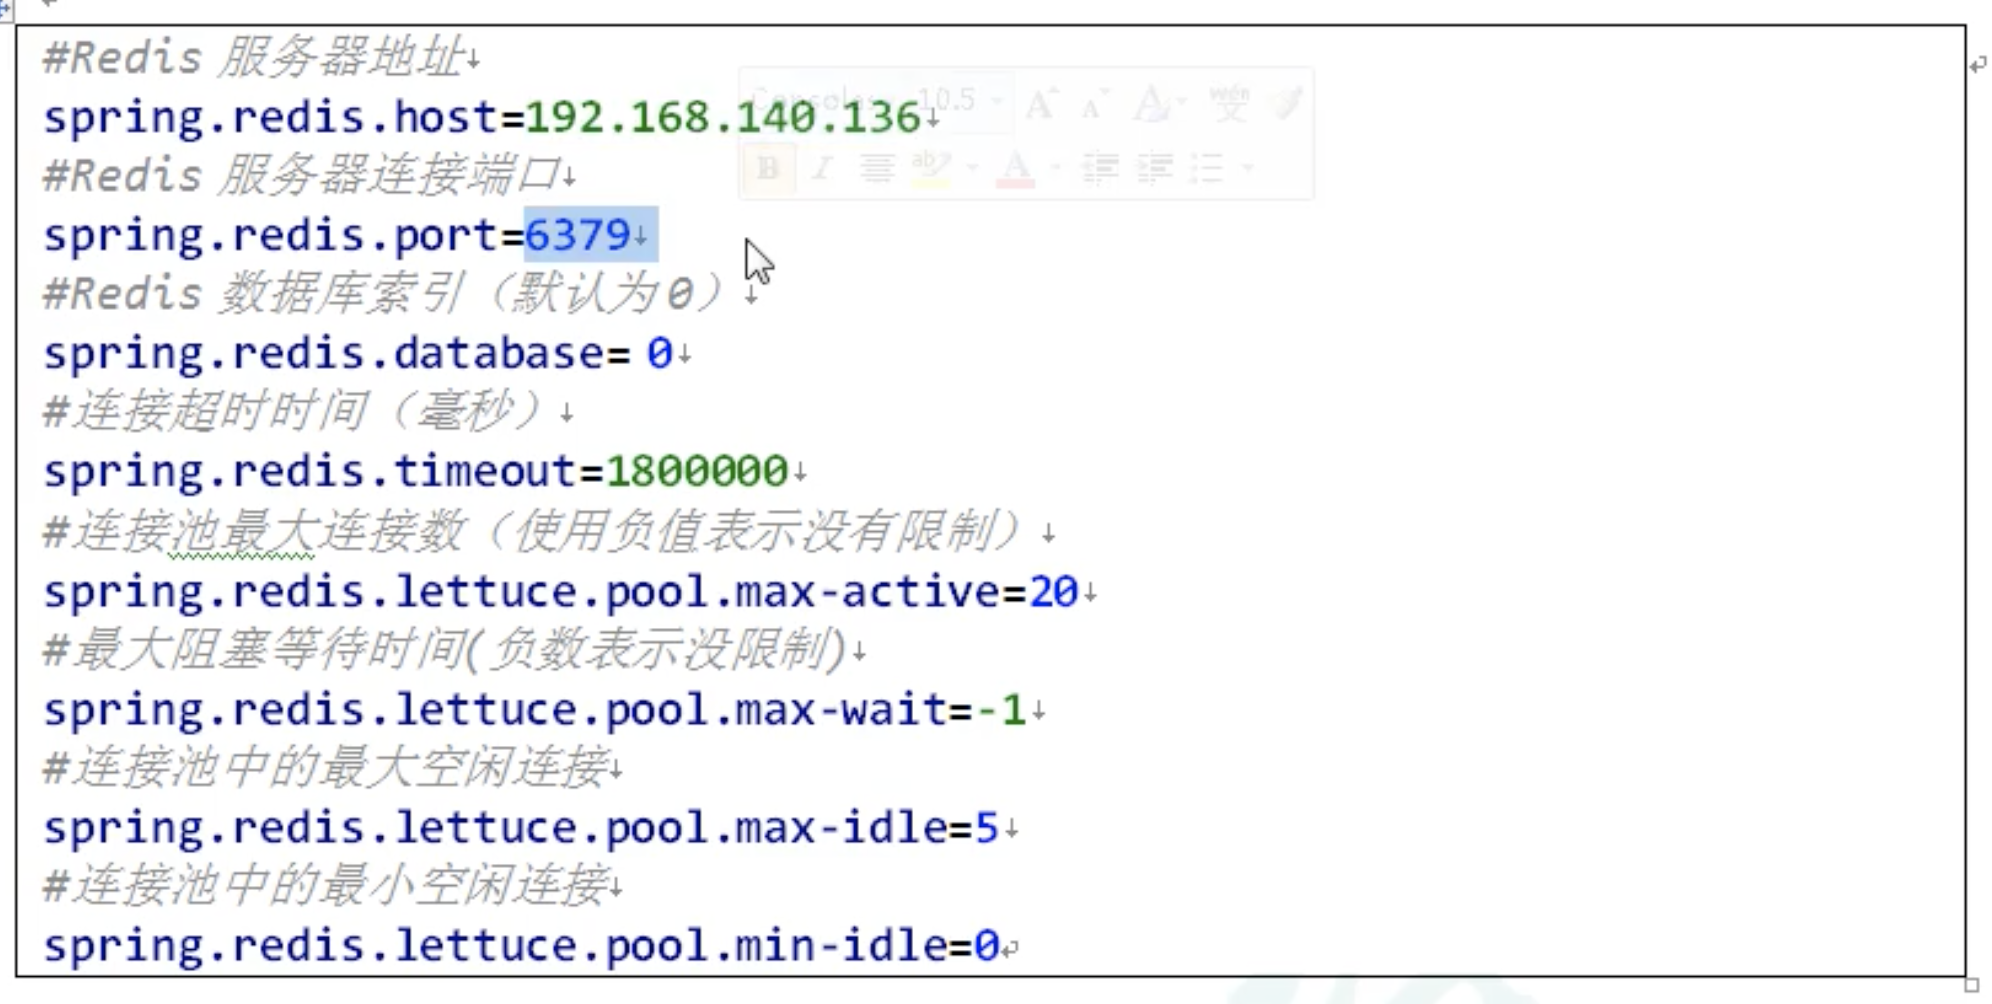 #Redis 服务器地址
spring.redis.host=192.168.140.136
#Redis 服务器连接端口
spring.redis.port=6379
#Redis 数据库索引（默认为0）
spring.redis.database= 0
#连接超时时间（毫秒）
spring.redis.timeout=1800000
#连接池最大连接数（使用负值表示没有限制）
spring.redis.lettuce.pool.max-active=20
#最大阻塞等待时间(负数表示没限制)
spring.redis.lettuce.pool.max-wait=-1
#连接池中的最大空闲连接
spring.redis.lettuce.pool.max-idle=5
#连接池中的最小空闲连接
spring.redis.lettuce.pool.min-idle=0
10.5
wén
文
B I
ab
A